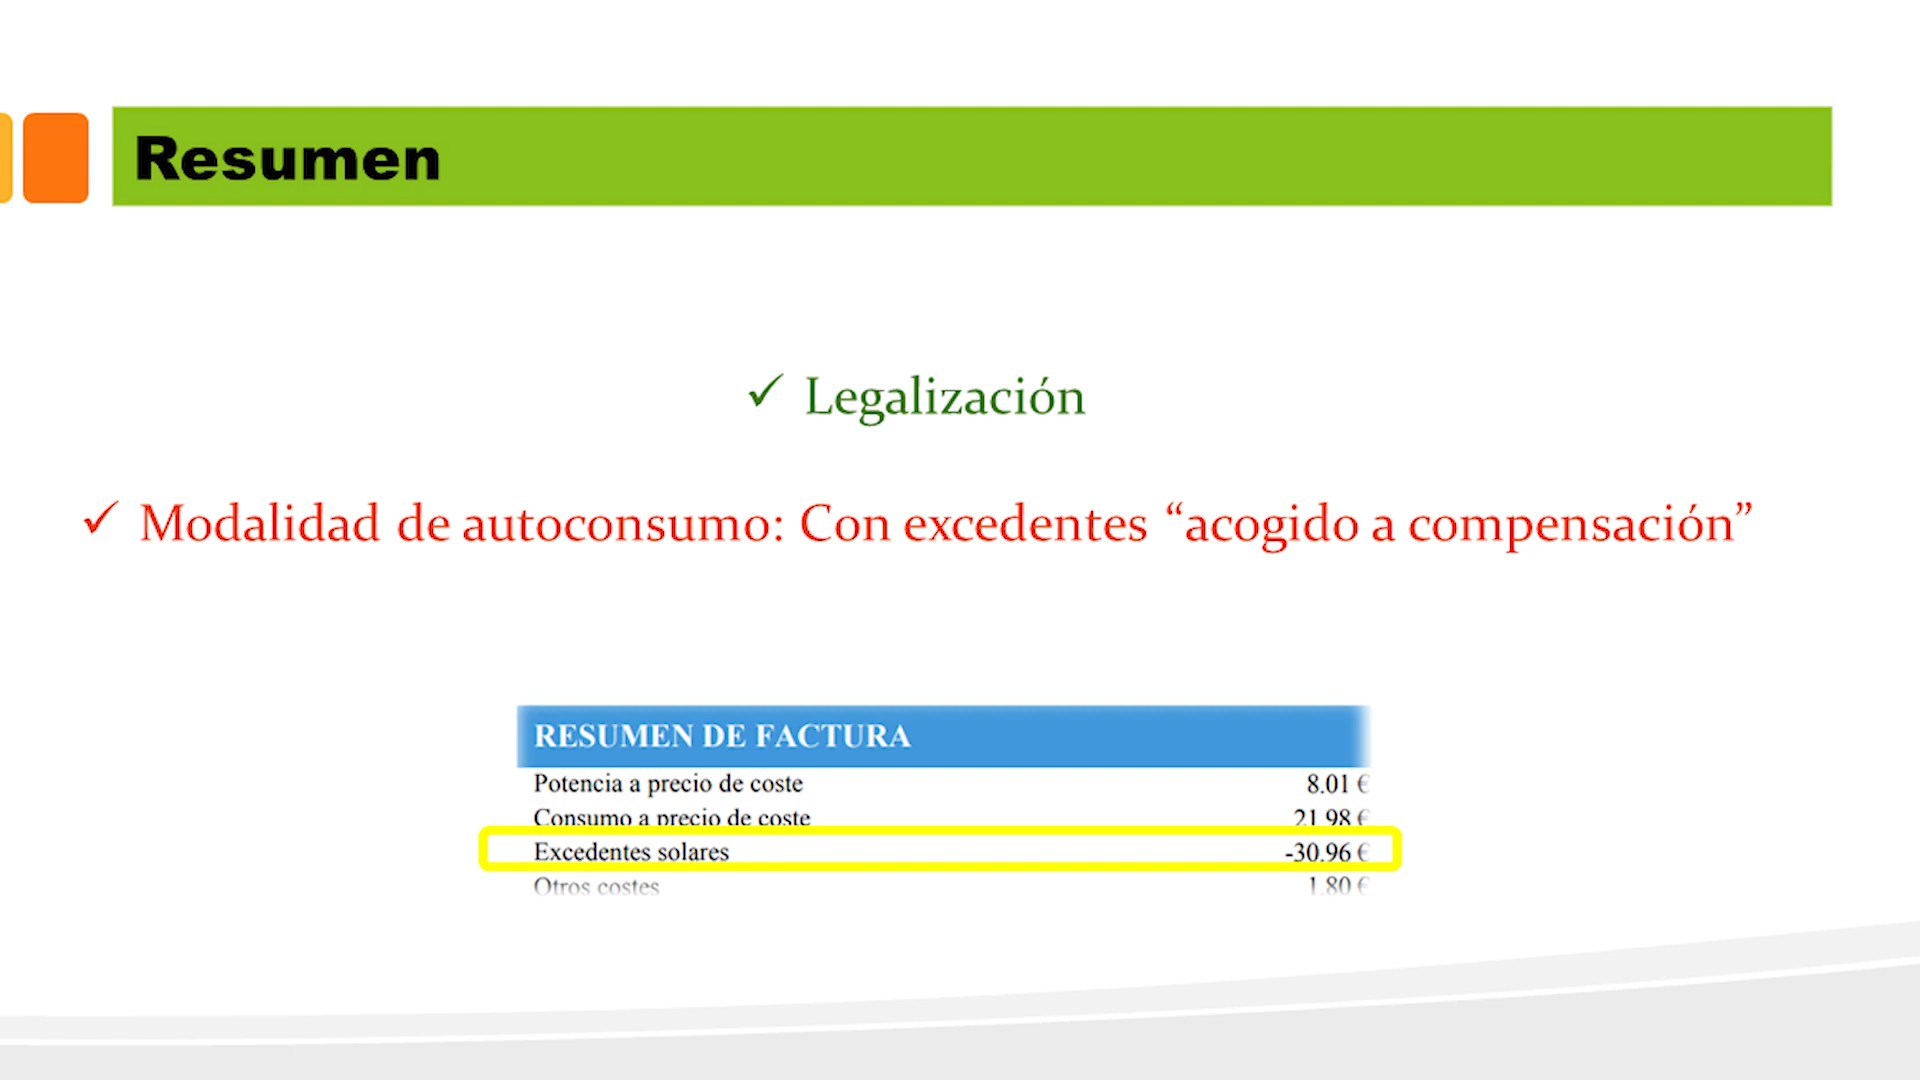 Resumen
✓ Legalización
✓ Modalidad de autoconsumo: Con excedentes “acogido a compensación”
RESUMEN DE FACTURA
Potencia a precio de coste 8.01 €
Consumo a precio de coste 21.98 €
Excedentes solares -30.96 €
Otros costes 1.80 €